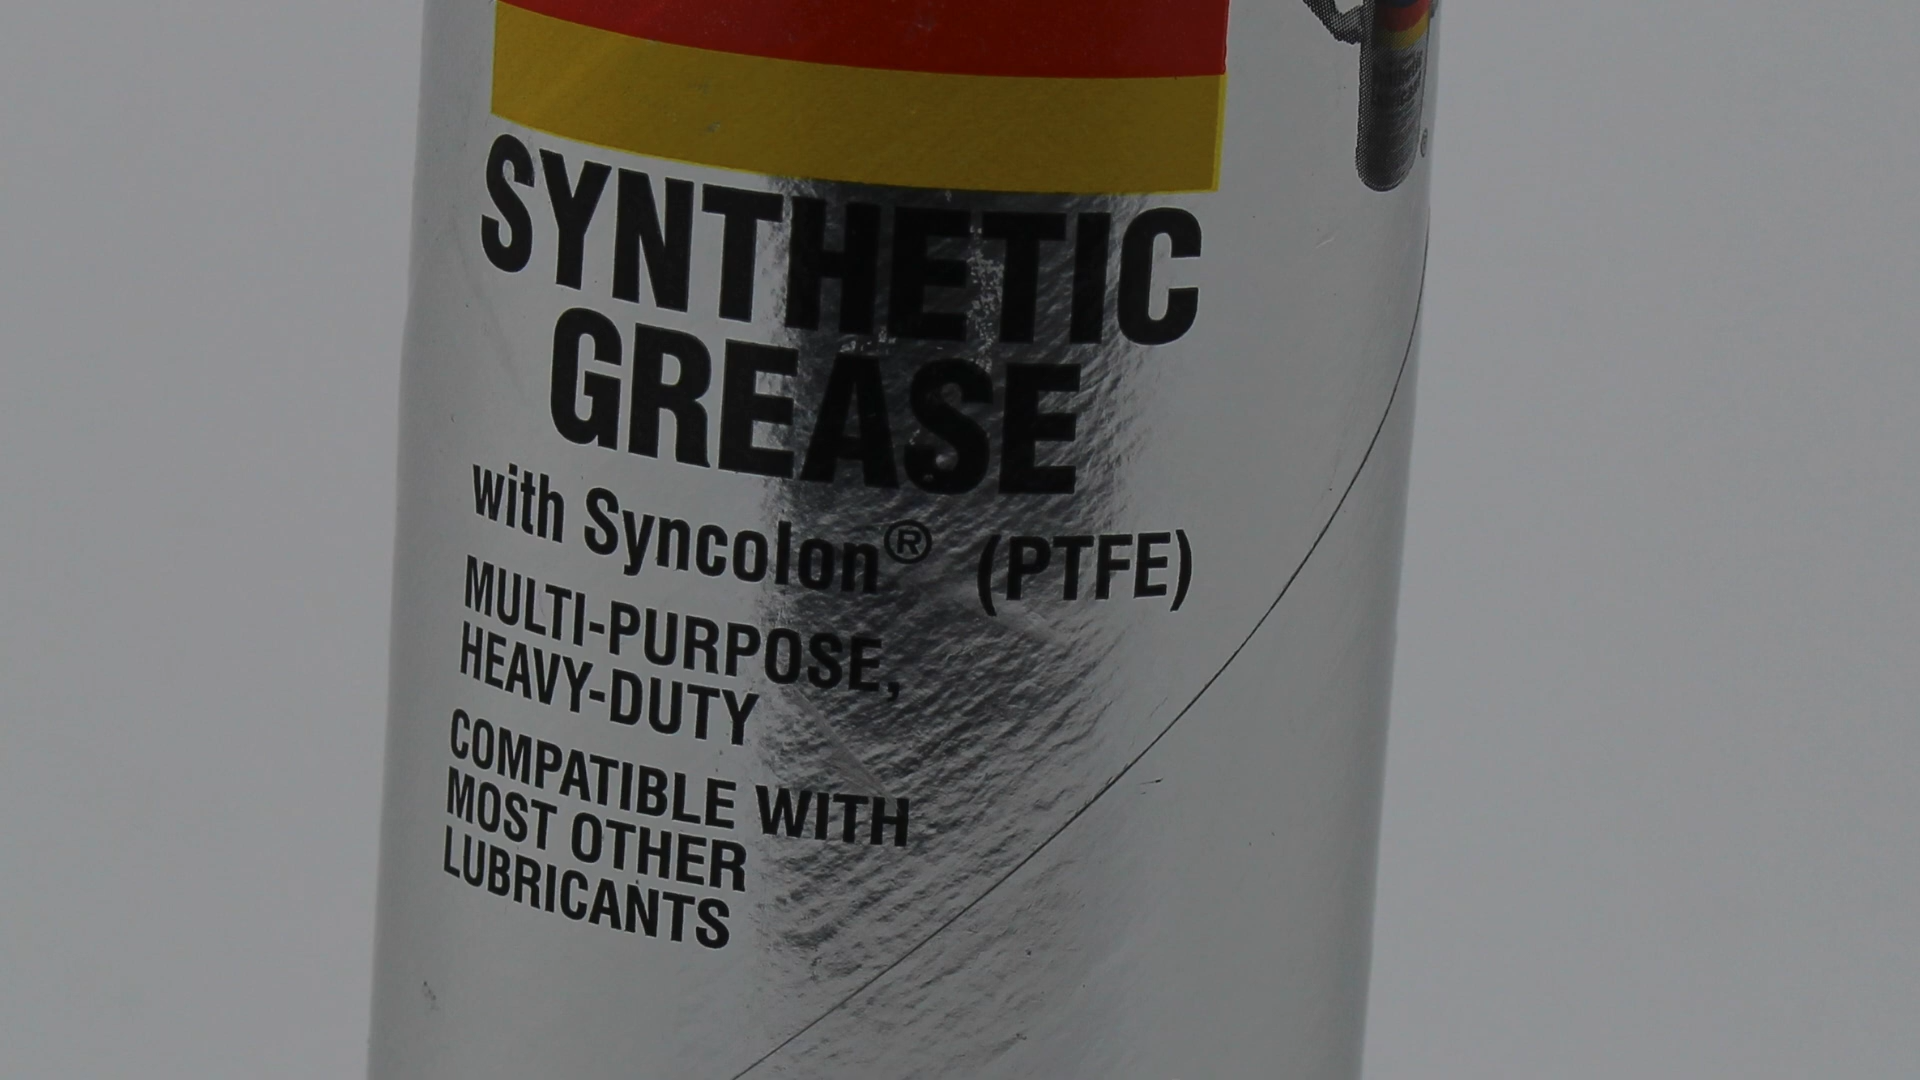 SYNTHETIC
GREASE
with Syncolon® (PTFE)
MULTI-PURPOSE,
HEAVY-DUTY
COMPATIBLE WITH
MOST OTHER
LUBRICANTS